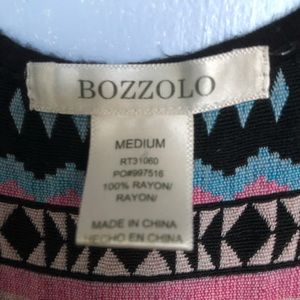 BOZZOLO
MEDIUM
RT31060
PO#997516
100% RAYON/
RAYON/
MADE IN CHINA
HECHO EN CHINA